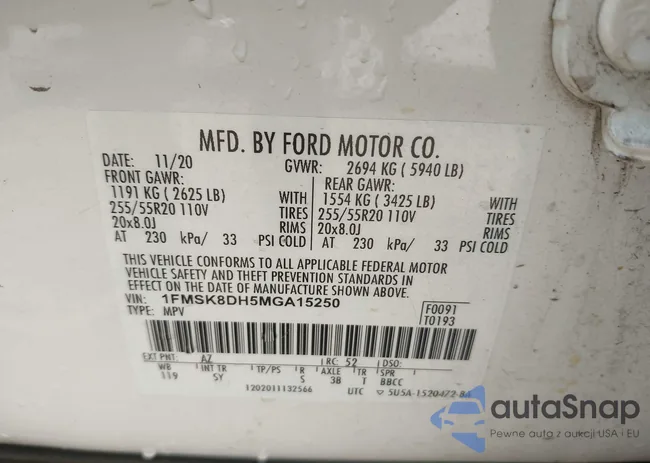 MFD. BY FORD MOTOR CO.
DATE: 11/20 GVWR: 2694 KG ( 5940 LB)
FRONT GAWR: REAR GAWR:
1191 KG ( 2625 LB) WITH 1554 KG ( 3425 LB) WITH
255/55R20 110V TIRES 255/55R20 110V TIRES
20x8.0J RIMS 20x8.0J RIMS
AT 230 kPa/ 33 PSI COLD AT 230 kPa/ 33 PSI COLD
THIS VEHICLE CONFORMS TO ALL APPLICABLE FEDERAL MOTOR
VEHICLE SAFETY AND THEFT PREVENTION STANDARDS IN
EFFECT ON THE DATE OF MANUFACTURE SHOWN ABOVE.
VIN: 1FMSK8DH5MGA15250 F0091
TYPE: MPV T0193
EXT PNT: AZ RC: 52 DSO:
WB INT TR TP/PS R AXLE TR SPR
119 5Y S 38 T BBCC
1202011132566 UTC
autoSnap
Pewne auto z aukcji USA i EU